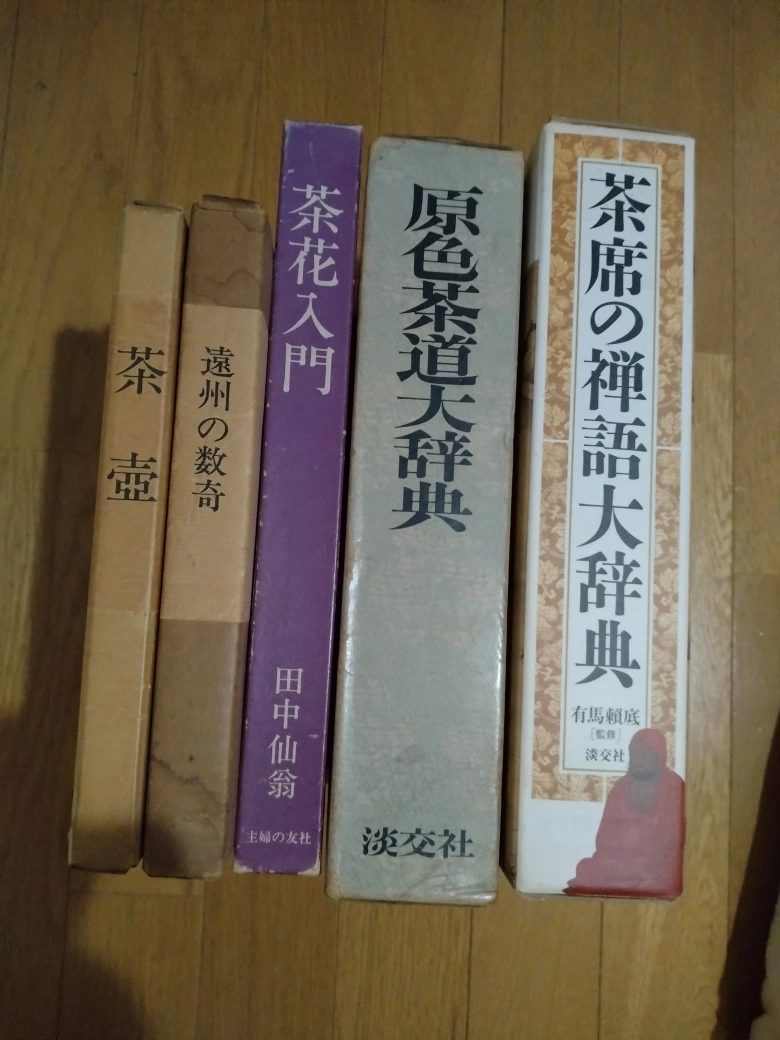 茶壺
遠州の数奇
茶花入門
田中仙翁
主婦の友社
原色茶道大辞典
淡交社
茶席の禅語大辞典
有馬賴底
[監修]
淡交社